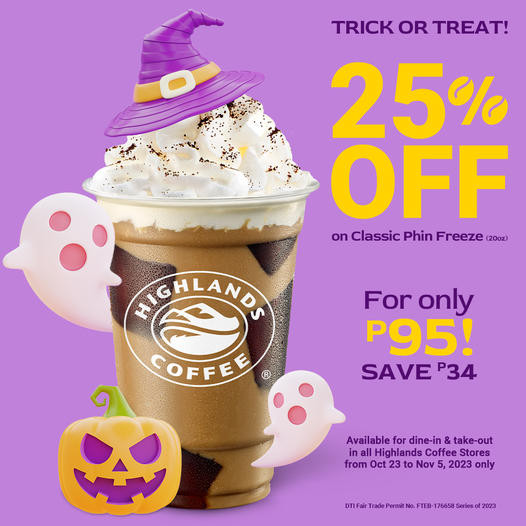 TRICK OR TREAT!
25%
OFF
on Classic Phin Freeze (20oz)
HIGHLANDS
COFFEE
®
For only
₱95!
SAVE ₱34
Available for dine-in & take-out
in all Highlands Coffee Stores
from Oct 23 to Nov 5, 2023 only
DTI Fair Trade Permit No. FTEB-176658 Series of 2023